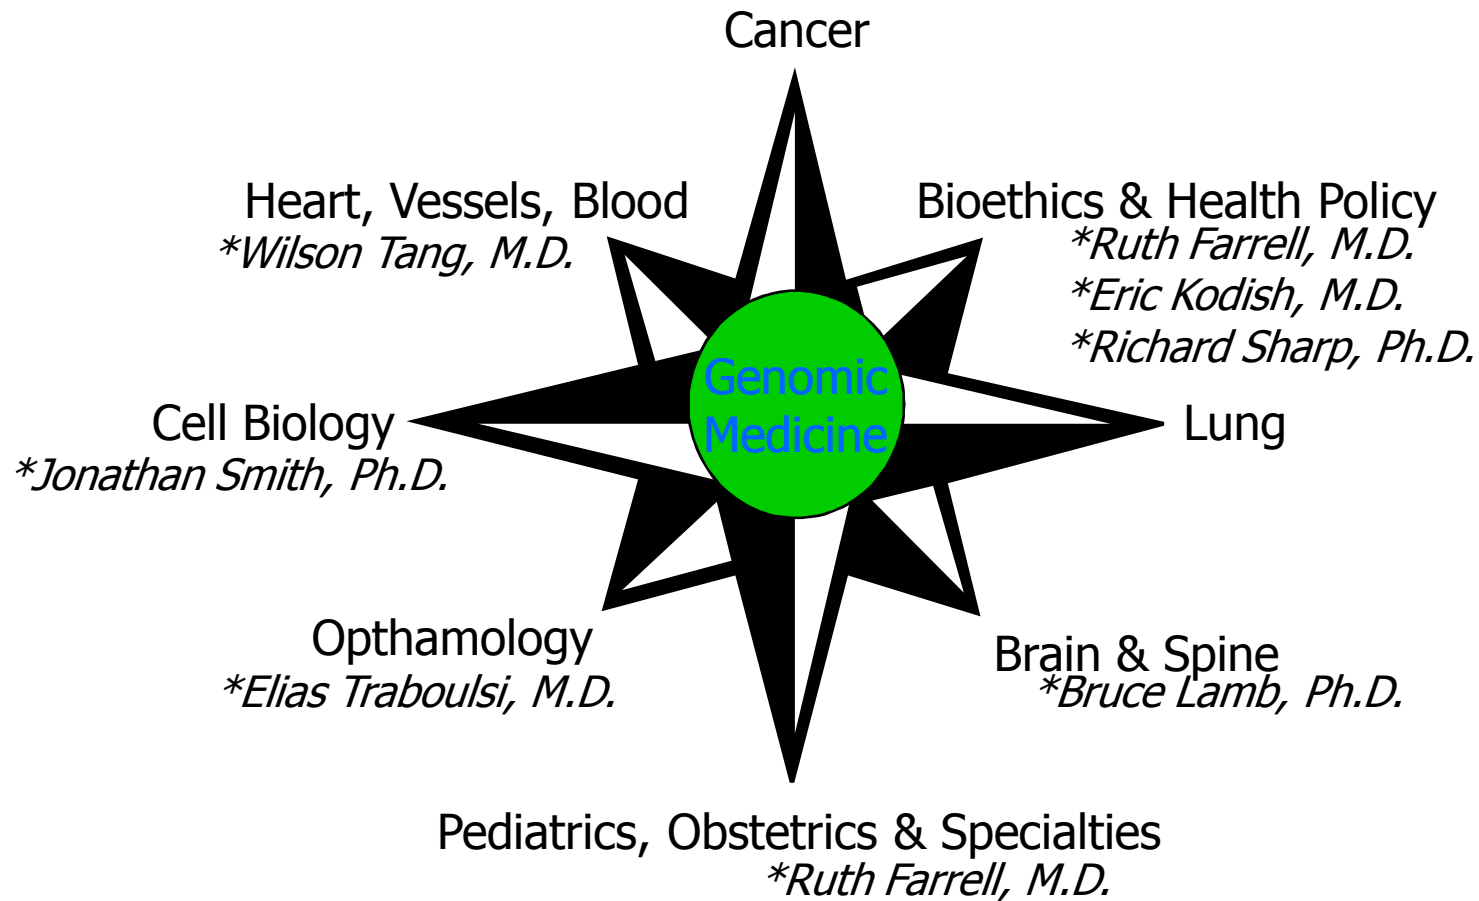 Cancer
Heart, Vessels, Blood
*Wilson Tang, M.D.
Bioethics & Health Policy
*Ruth Farrell, M.D.
*Eric Kodish, M.D.
*Richard Sharp, Ph.D.
Genomic
Medicine
Cell Biology
*Jonathan Smith, Ph.D.
Lung
Opthamology
*Elias Traboulsi, M.D.
Brain & Spine
*Bruce Lamb, Ph.D.
Pediatrics, Obstetrics & Specialties
*Ruth Farrell, M.D.